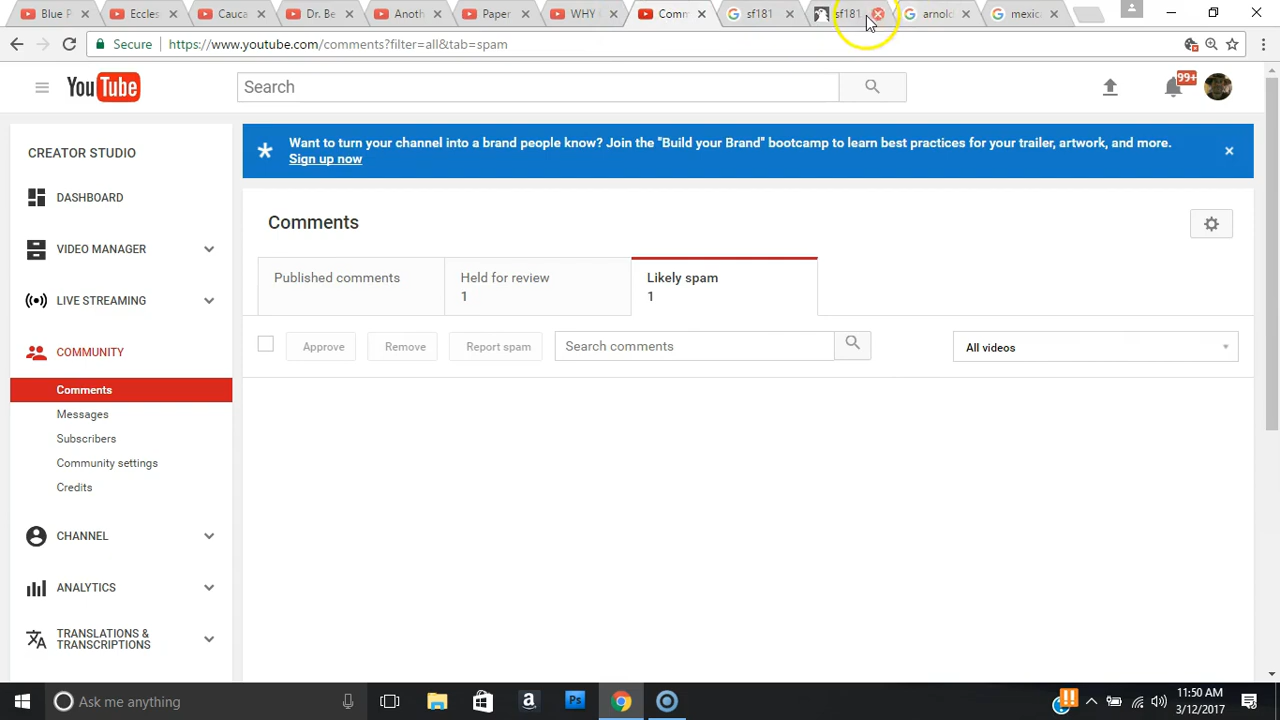 Blue P
Eccles
Cauca
Dr. Be
Anoth
Paper
WHY
Comm
sf181
sf181
arnold
mexic
Secure
https://www.youtube.com/comments?filter=all&tab=spam
YouTube
Search
99+
CREATOR STUDIO
DASHBOARD
VIDEO MANAGER
LIVE STREAMING
COMMUNITY
Comments
Messages
Subscribers
Community settings
Credits
CHANNEL
ANALYTICS
TRANSLATIONS &
TRANSCRIPTIONS
Want to turn your channel into a brand people know? Join the "Build your Brand" bootcamp to learn best practices for your trailer, artwork, and more.
Sign up now
Comments
Published comments
Held for review
1
Likely spam
1
Approve
Remove
Report spam
Search comments
All videos
Ask me anything
a
Ps
11:50 AM
3/12/2017